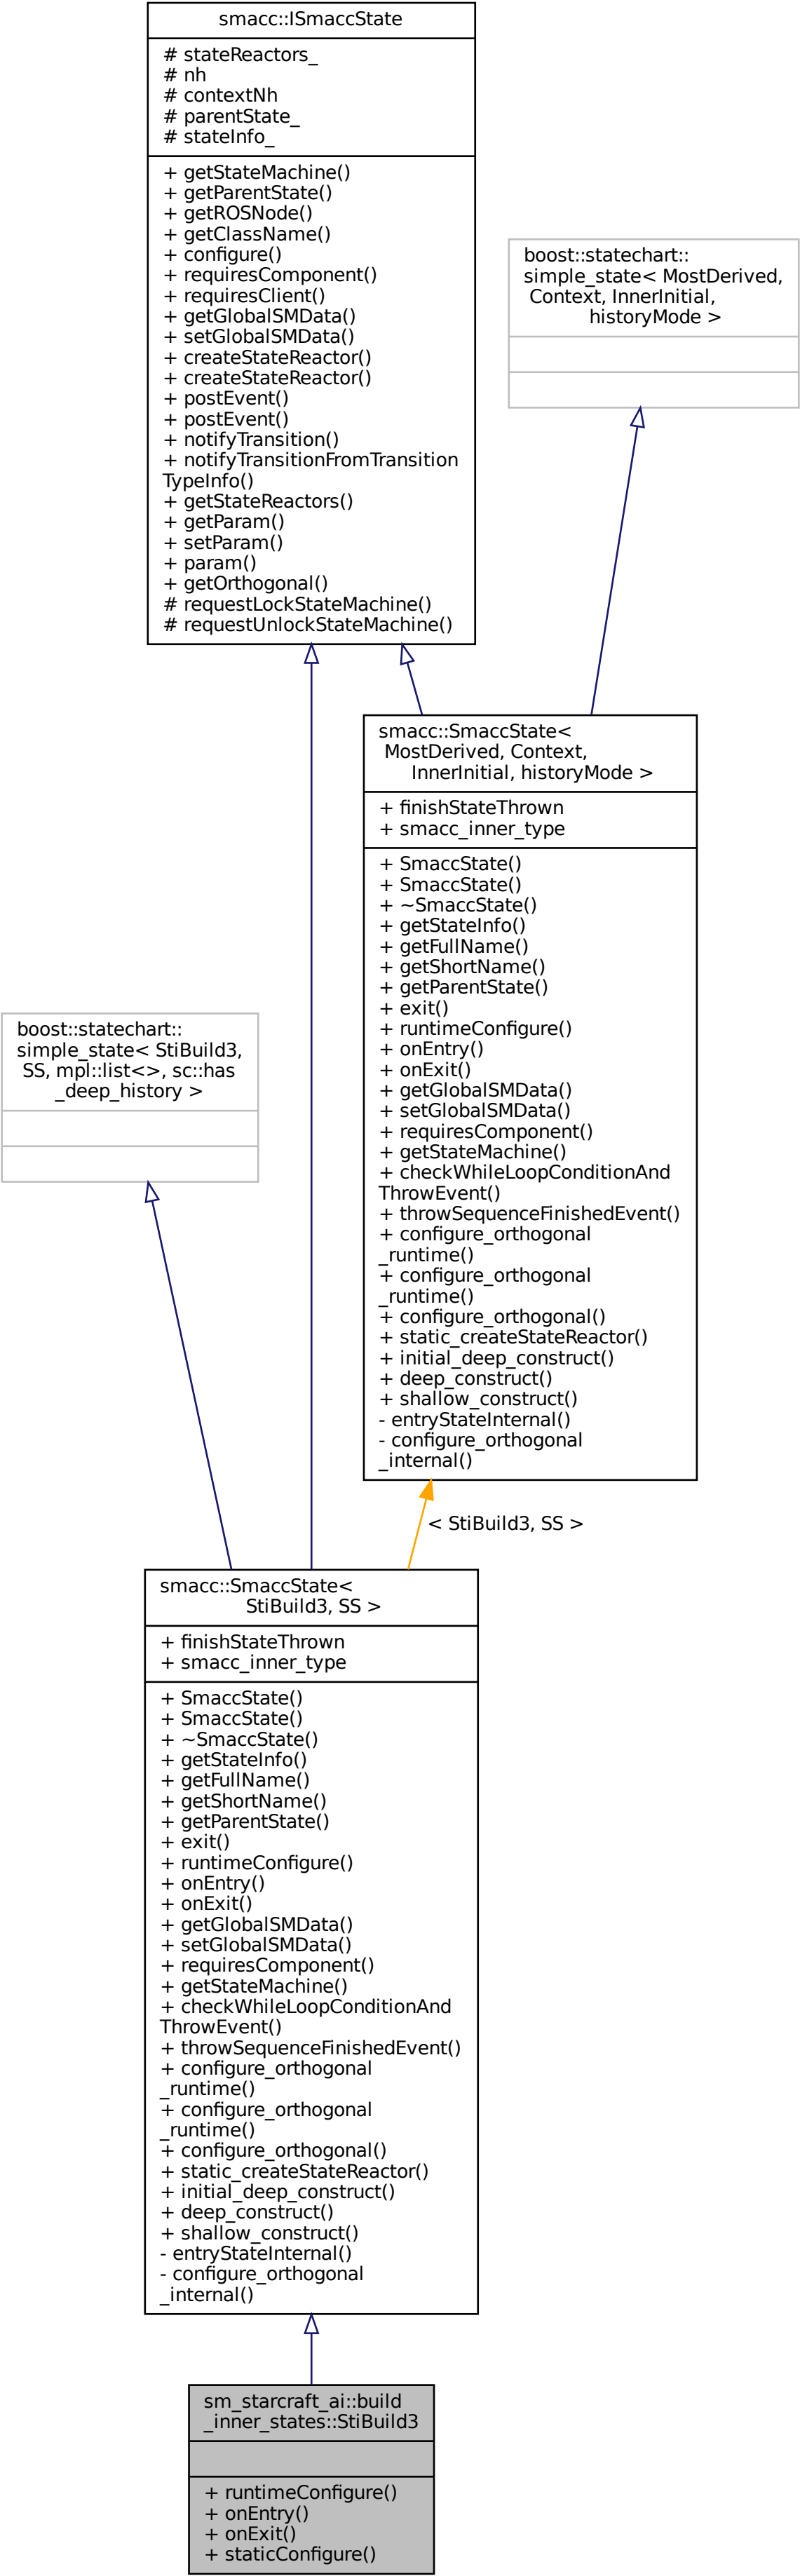 smacc::ISmaccState
# stateReactors_
# nh
# contextNh
# parentState_
# stateInfo_
+ getStateMachine()
+ getParentState()
+ getROSNode()
+ getClassName()
+ configure()
+ requiresComponent()
+ requiresClient()
+ getGlobalSMData()
+ setGlobalSMData()
+ createStateReactor()
+ createStateReactor()
+ postEvent()
+ postEvent()
+ notifyTransition()
+ notifyTransitionFromTransition
TypeInfo()
+ getStateReactors()
+ getParam()
+ setParam()
+ param()
+ getOrthogonal()
# requestLockStateMachine()
# requestUnlockStateMachine()
boost::statechart::
simple_state< MostDerived,
Context, InnerInitial,
historyMode >
smacc::SmaccState<
MostDerived, Context,
InnerInitial, historyMode >
+ finishStateThrown
+ smacc_inner_type
+ SmaccState()
+ SmaccState()
+ ~SmaccState()
+ getStateInfo()
+ getFullName()
+ getShortName()
+ getParentState()
+ exit()
+ runtimeConfigure()
+ onEntry()
+ onExit()
+ getGlobalSMData()
+ setGlobalSMData()
+ requiresComponent()
+ getStateMachine()
+ checkWhileLoopConditionAnd
ThrowEvent()
+ throwSequenceFinishedEvent()
+ configure_orthogonal
_runtime()
+ configure_orthogonal
_runtime()
+ configure_orthogonal()
+ static_createStateReactor()
+ initial_deep_construct()
+ deep_construct()
+ shallow_construct()
- entryStateInternal()
- configure_orthogonal
_internal()
boost::statechart::
simple_state< StiBuild3,
SS, mpl::list<>, sc::has
_deep_history >
< StiBuild3, SS >
smacc::SmaccState<
StiBuild3, SS >
+ finishStateThrown
+ smacc_inner_type
+ SmaccState()
+ SmaccState()
+ ~SmaccState()
+ getStateInfo()
+ getFullName()
+ getShortName()
+ getParentState()
+ exit()
+ runtimeConfigure()
+ onEntry()
+ onExit()
+ getGlobalSMData()
+ setGlobalSMData()
+ requiresComponent()
+ getStateMachine()
+ checkWhileLoopConditionAnd
ThrowEvent()
+ throwSequenceFinishedEvent()
+ configure_orthogonal
_runtime()
+ configure_orthogonal
_runtime()
+ configure_orthogonal()
+ static_createStateReactor()
+ initial_deep_construct()
+ deep_construct()
+ shallow_construct()
- entryStateInternal()
- configure_orthogonal
_internal()
sm_starcraft_ai::build
_inner_states::StiBuild3
+ runtimeConfigure()
+ onEntry()
+ onExit()
+ staticConfigure()